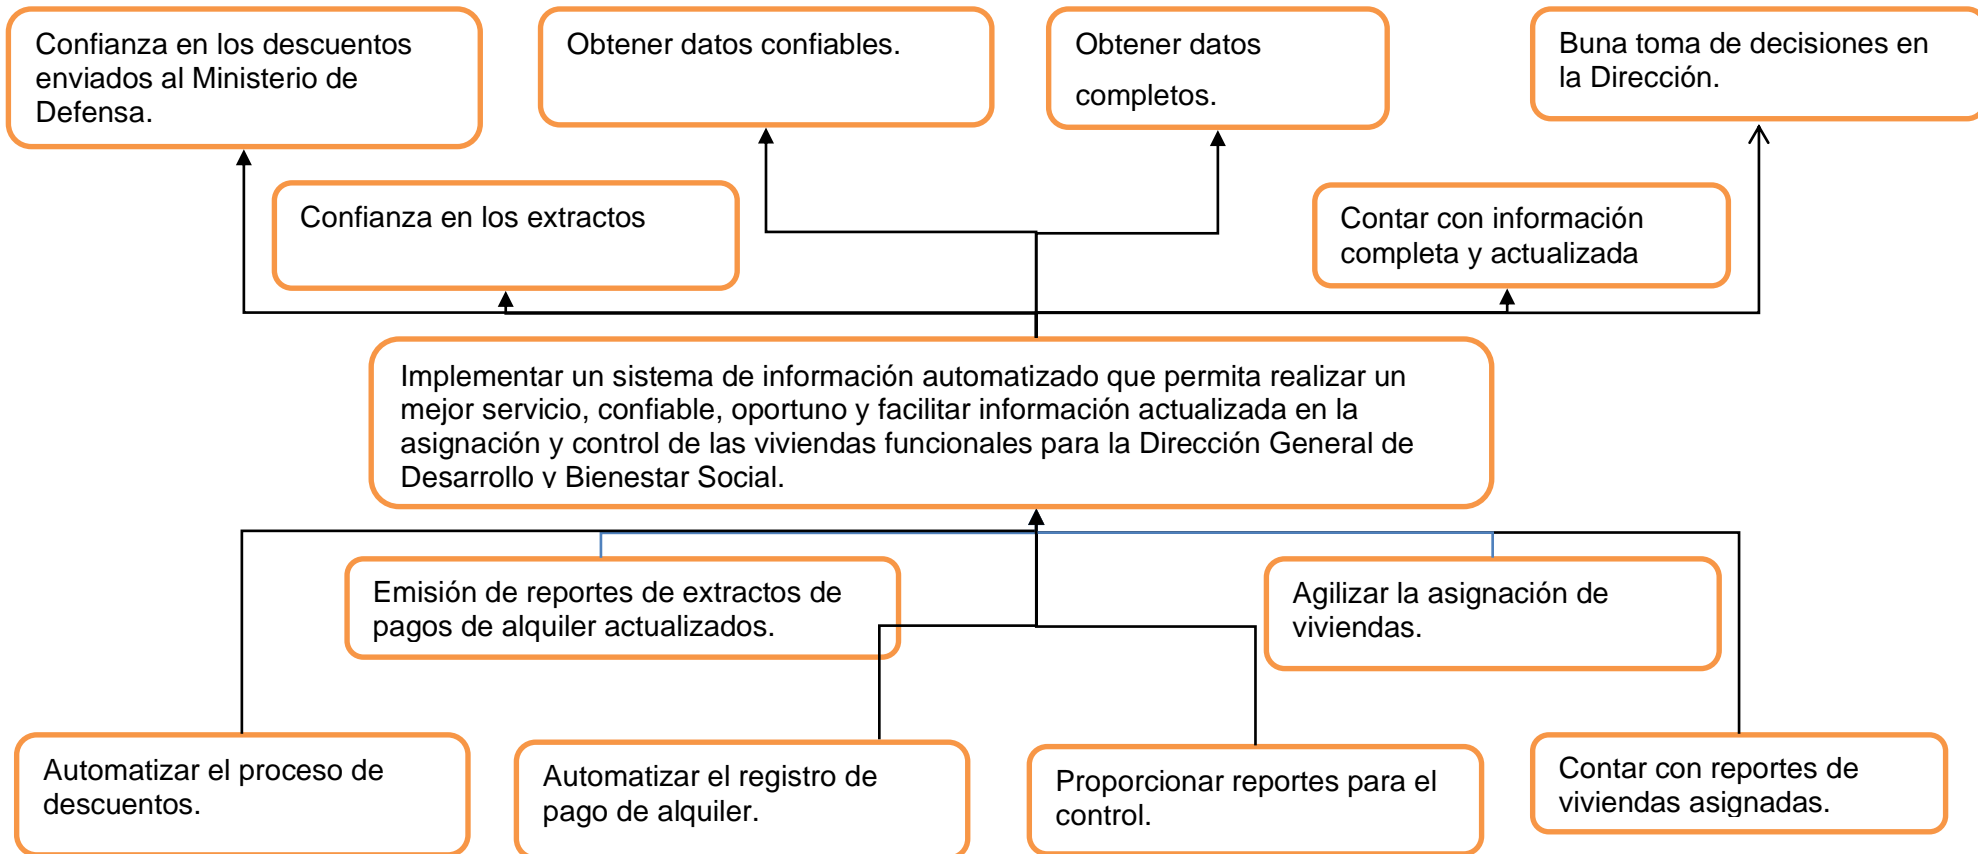 Confianza en los descuentos
enviados al Ministerio de
Defensa.
Obtener datos confiables.
Obtener datos
completos.
Buna toma de decisiones en
la Dirección.
Confianza en los extractos
Contar con información
completa y actualizada
Implementar un sistema de información automatizado que permita realizar un
mejor servicio, confiable, oportuno y facilitar información actualizada en la
asignación y control de las viviendas funcionales para la Dirección General de
Desarrollo y Bienestar Social.
Emisión de reportes de extractos de
pagos de alquiler actualizados.
Agilizar la asignación de
viviendas.
Automatizar el proceso de
descuentos.
Automatizar el registro de
pago de alquiler.
Proporcionar reportes para el
control.
Contar con reportes de
viviendas asignadas.